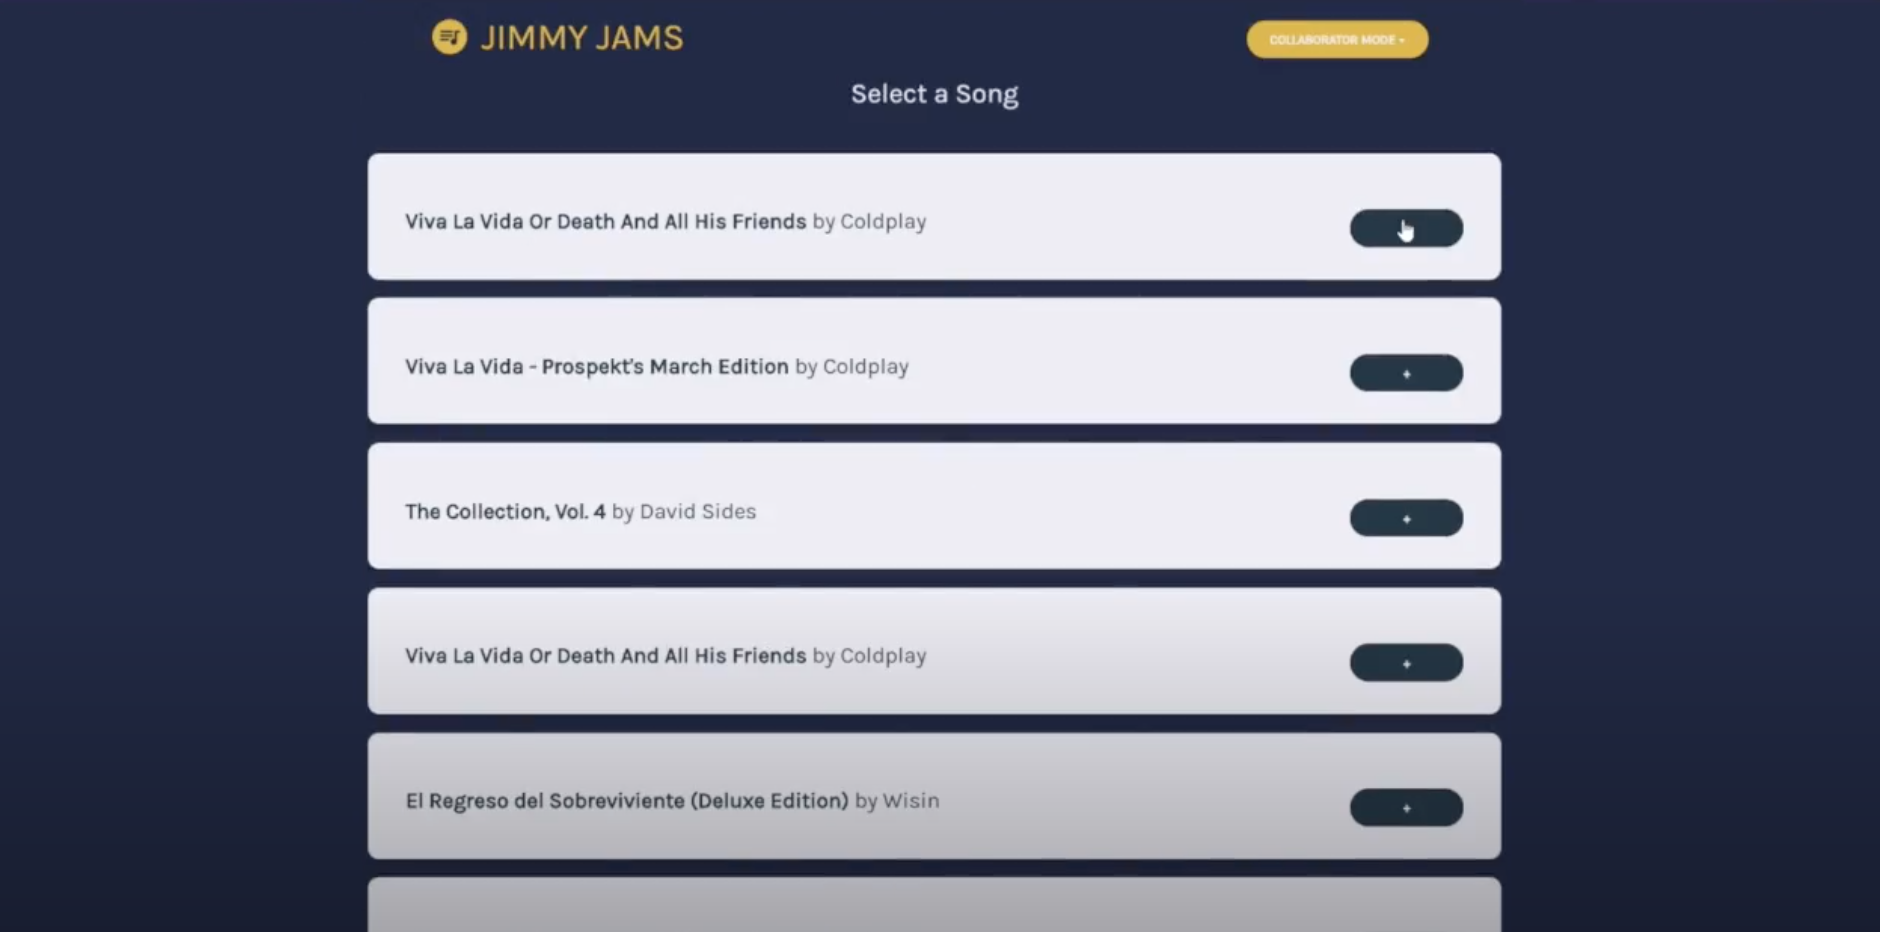 JIMMY JAMS
COLLABORATOR MODE
Select a Song
Viva La Vida Or Death And All His Friends by Coldplay
Viva La Vida - Prospekt's March Edition by Coldplay
+
The Collection, Vol. 4 by David Sides
+
Viva La Vida Or Death And All His Friends by Coldplay
+
El Regreso del Sobreviviente (Deluxe Edition) by Wisin
+